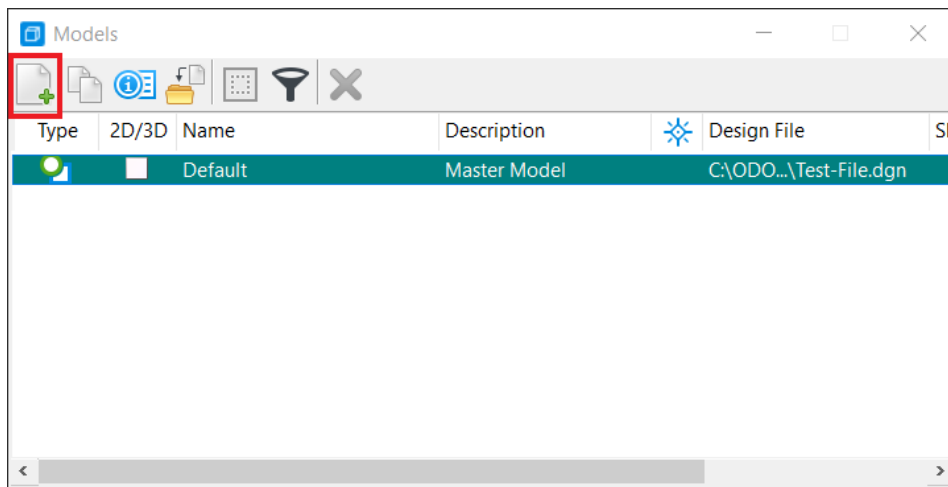 Models
Type 2D/3D Name Description Design File
Default Master Model C:\ODO...\Test-File.dgn